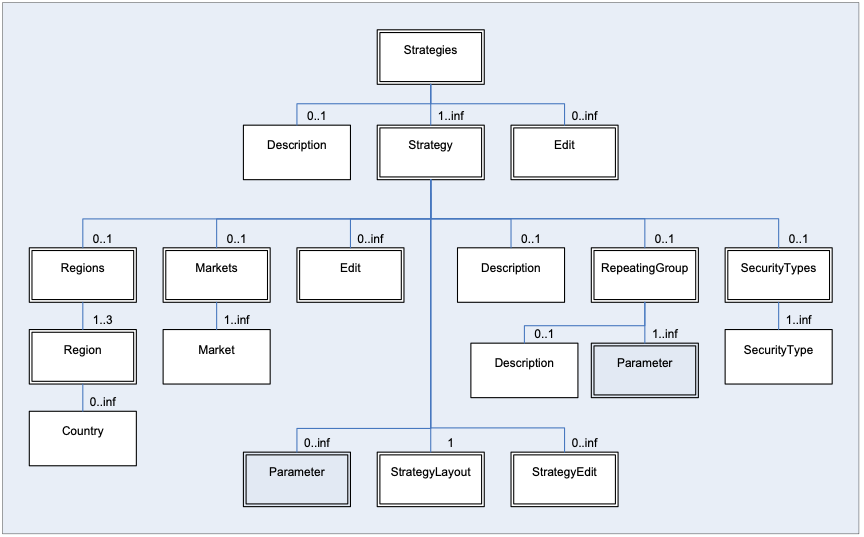 Strategies
0..1
1..inf
0..inf
Description
Strategy
Edit
0..1
0..1
0..inf
0..1
0..1
0..1
Regions
Markets
Edit
Description
RepeatingGroup
SecurityTypes
1..3
1..inf
0..1
1..inf
1..inf
Region
Market
Description
Parameter
SecurityType
0..inf
Country
0..inf
1
0..inf
Parameter
StrategyLayout
StrategyEdit